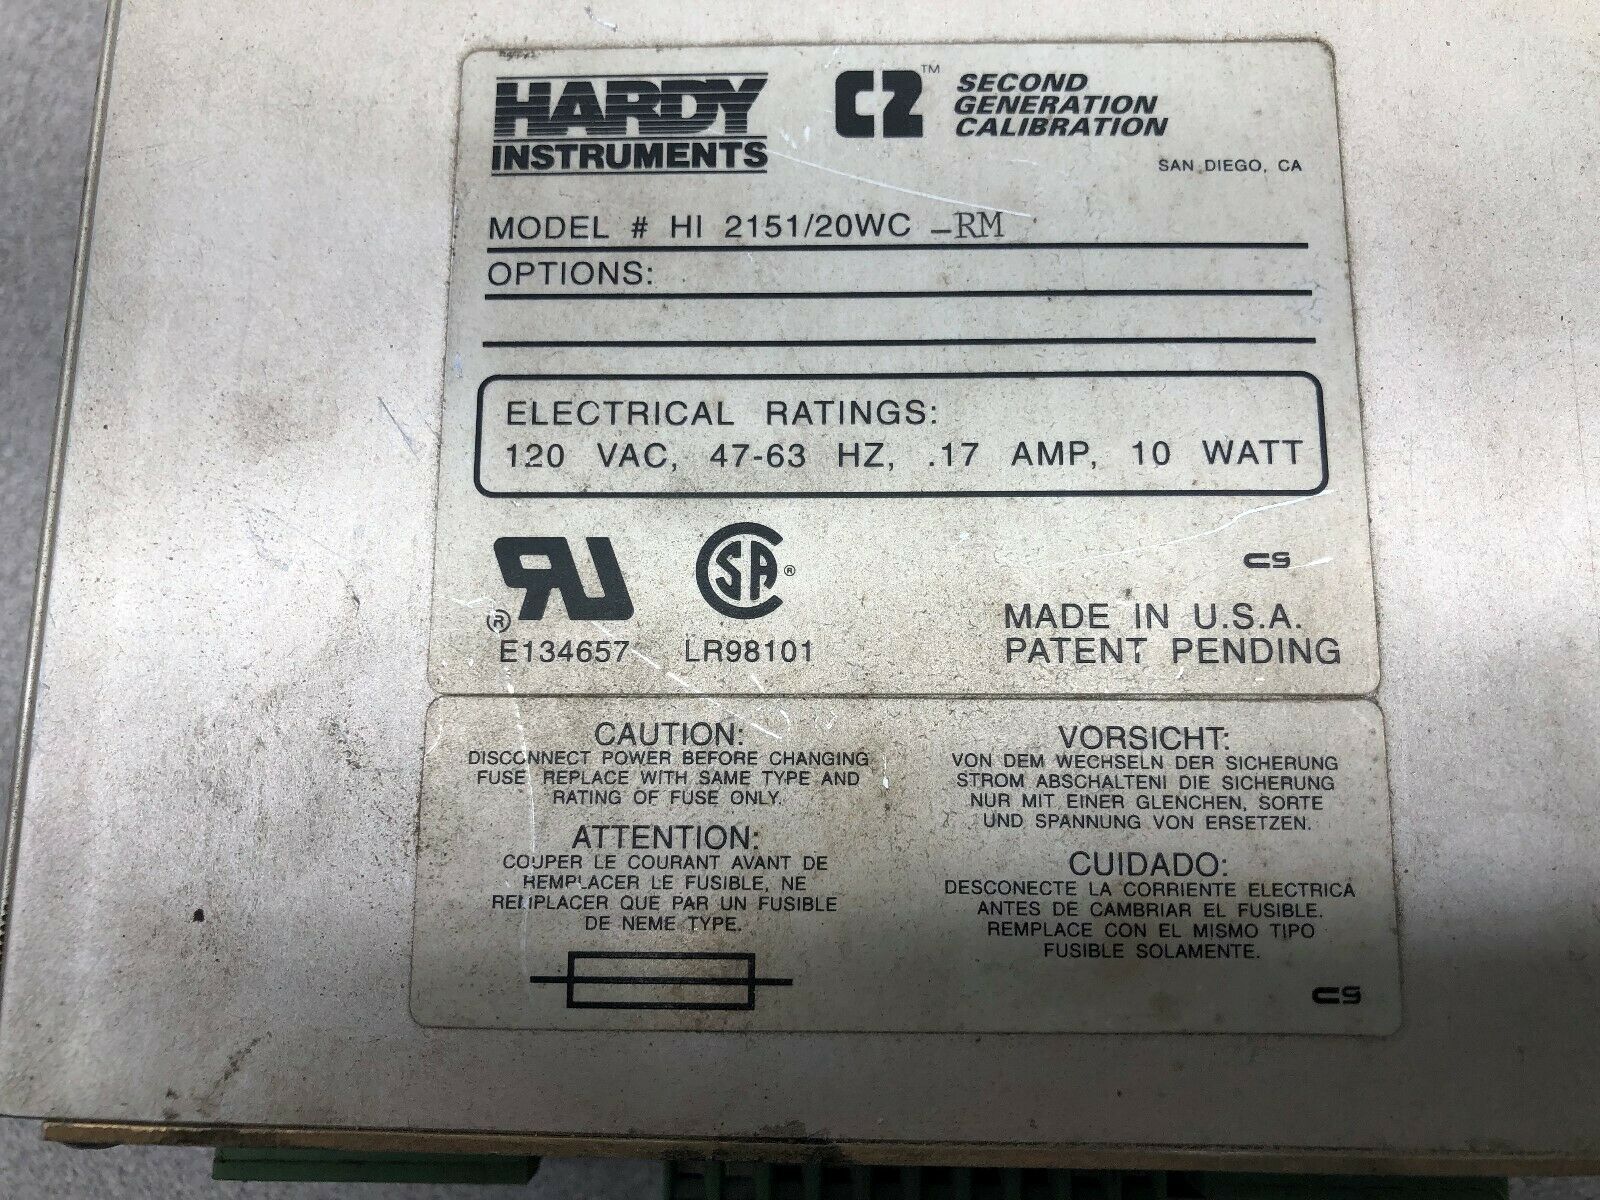 HARDY
INSTRUMENTS
C2™
SECOND
GENERATION
CALIBRATION
SAN DIEGO, CA
MODEL # HI 2151/20WC -RM
OPTIONS:
ELECTRICAL RATINGS:
120 VAC, 47-63 HZ, .17 AMP, 10 WATT
®
E134657
SA ®
LR98101
CS
MADE IN U.S.A.
PATENT PENDING
CAUTION:
DISCONNECT POWER BEFORE CHANGING
FUSE REPLACE WITH SAME TYPE AND
RATING OF FUSE ONLY.
ATTENTION:
COUPER LE COURANT AVANT DE
REMPLACER LE FUSIBLE, NE
REMPLACER QUE PAR UN FUSIBLE
DE NEME TYPE.
VORSICHT:
VON DEM WECHSELN DER SICHERUNG
STROM ABSCHALTENI DIE SICHERUNG
NUR MIT EINER GLENCHEN, SORTE
UND SPANNUNG VON ERSETZEN.
CUIDADO:
DESCONECTE LA CORRIENTE ELECTRICA
ANTES DE CAMBRIAR EL FUSIBLE.
REMPLACE CON EL MISMO TIPO
FUSIBLE SOLAMENTE.
CS